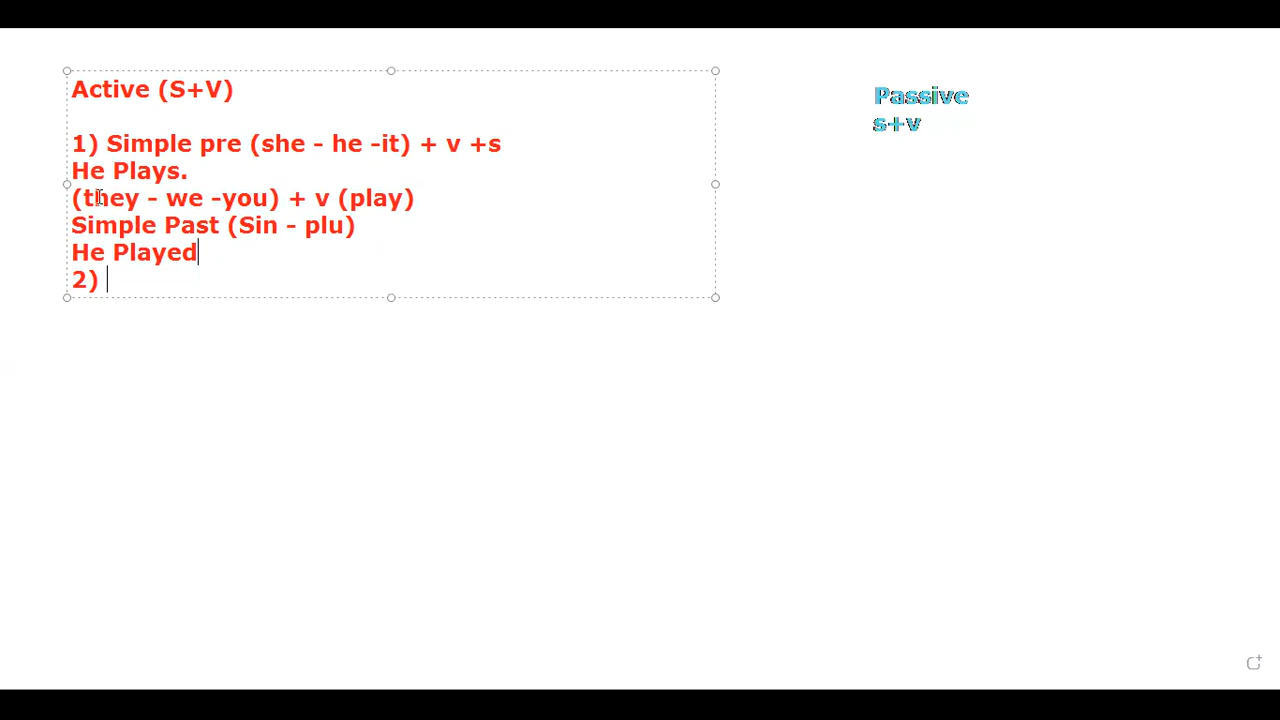 Active (S+V)
1) Simple pre (she - he -it) + v +s
He Plays.
(they - we -you) + v (play)
Simple Past (Sin - plu)
He Played
2)
Passive
s+v